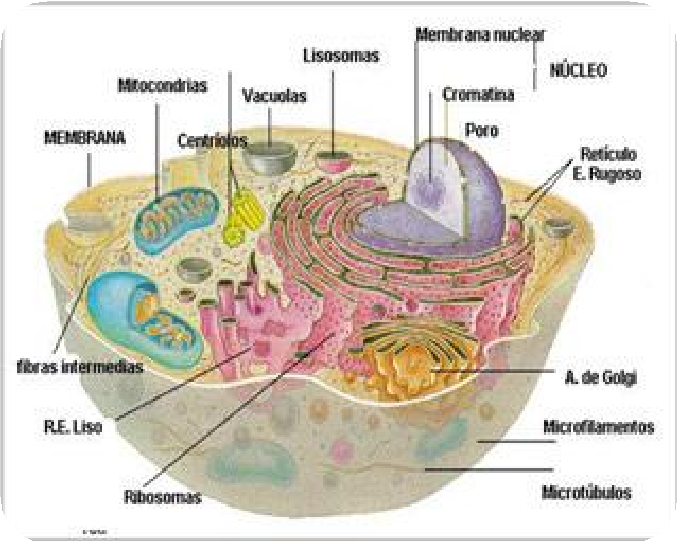 Membrana nuclear
Lisosomas
NÚCLEO
Mitocondrias
Vacuolas
Cromatina
Poro
MEMBRANA
Centríolos
Retículo
E. Rugoso
fibras intermedias
A. de Golgi
R.E. Liso
Microfilamentos
Ribosomas
Microtúbulos